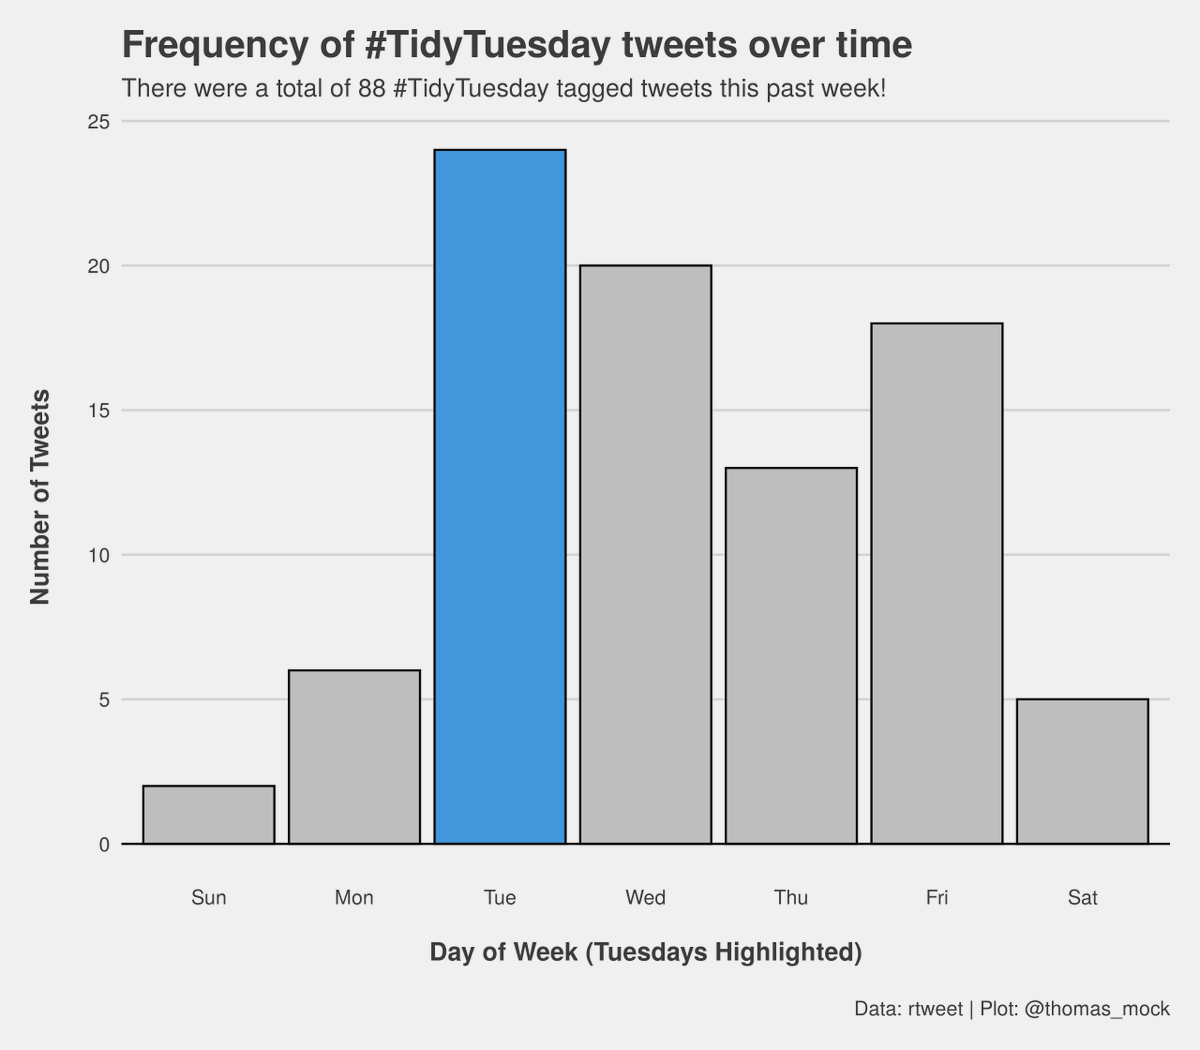 Frequency of #TidyTuesday tweets over time
There were a total of 88 #TidyTuesday tagged tweets this past week!
25
20
15
10
5
0
Number of Tweets
Sun Mon Tue Wed Thu Fri Sat
Day of Week (Tuesdays Highlighted)
Data: rtweet | Plot: @thomas_mock